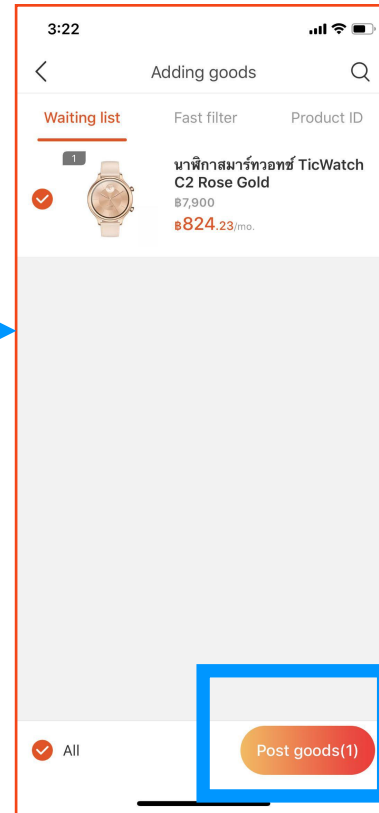 3:22
Adding goods
Waiting list Fast filter Product ID
1
นาฬิกาสมาร์ทวอทซ์ TicWatch
C2 Rose Gold
฿7,900
฿824.23/mo.
All
Post goods(1)